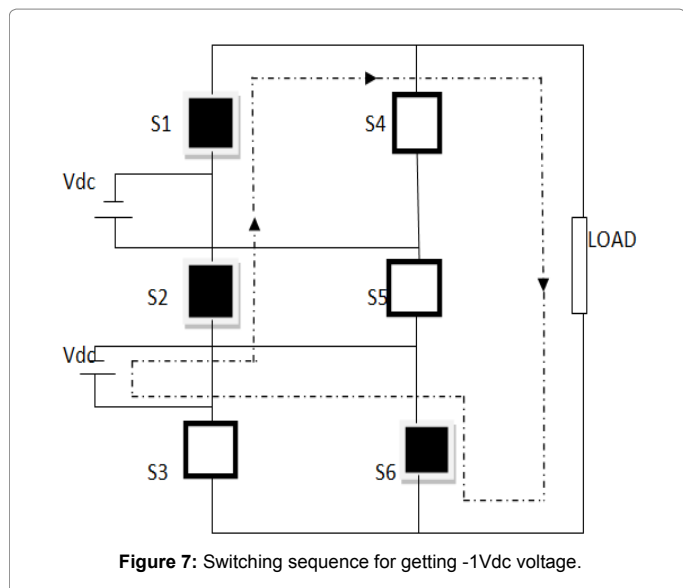 S1
S4
Vdc
LOAD
S2
S5
Vdc
S3
S6
Figure 7: Switching sequence for getting -1Vdc voltage.